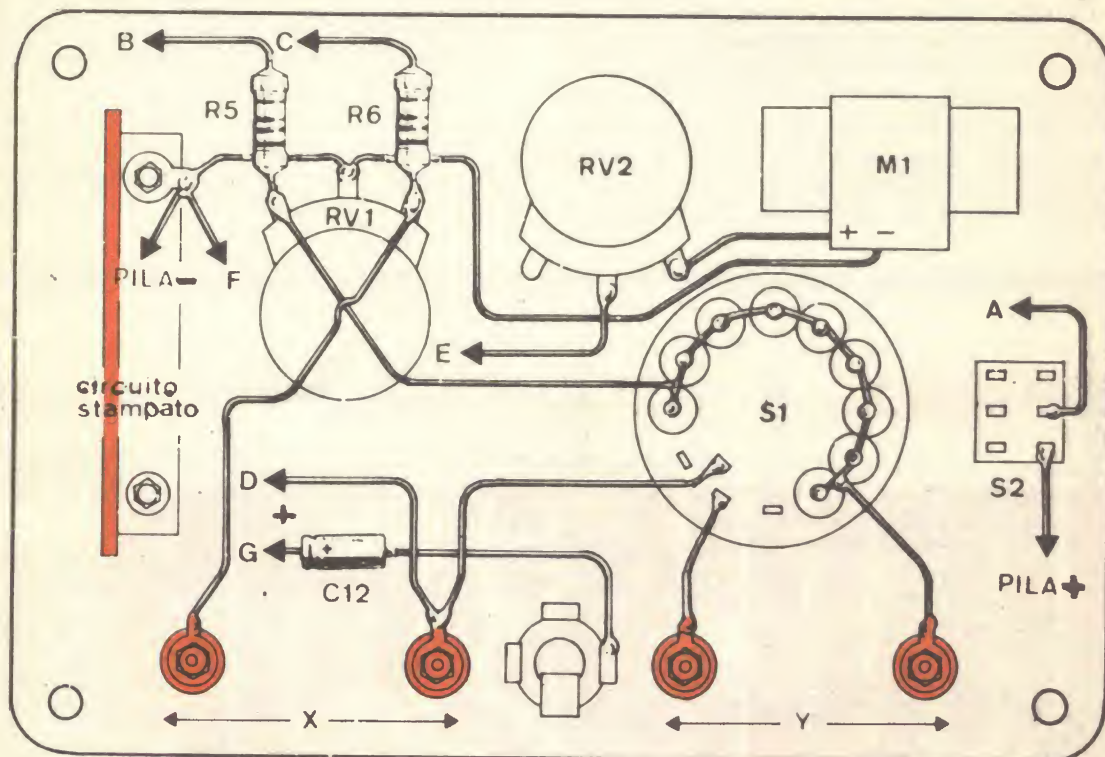 B
C
R5
R6
RV2
M1
RV1
+ −
PILA− F
A
E
circuito
stampato
S1
D
S2
+
G
+
C12
PILA+
X
Y